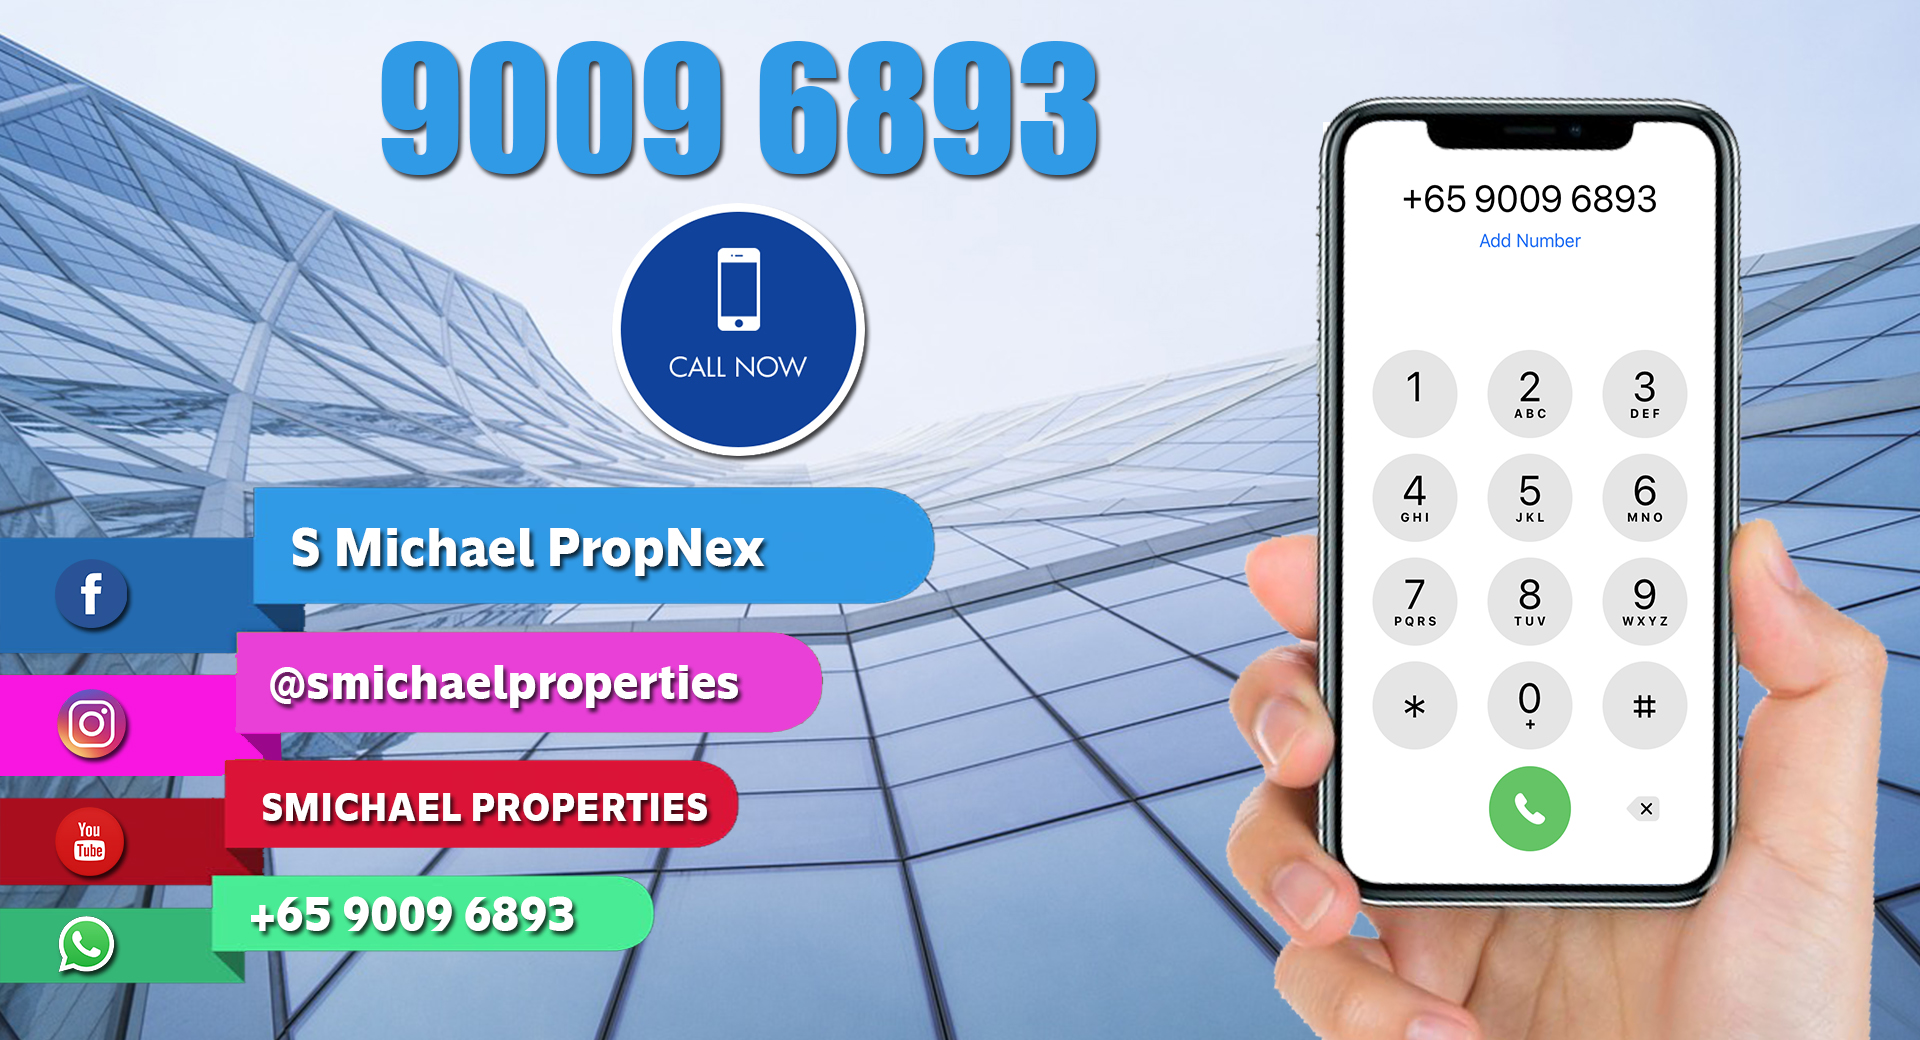 9009 6893
CALL NOW
S Michael PropNex
@smichaelproperties
You
Tube
SMICHAEL PROPERTIES
+65 9009 6893
+65 9009 6893
Add Number
1 2 3
ABC DEF
4 5 6
GHI JKL MNO
7 8 9
PQRS TUV WXYZ
* 0 #
+